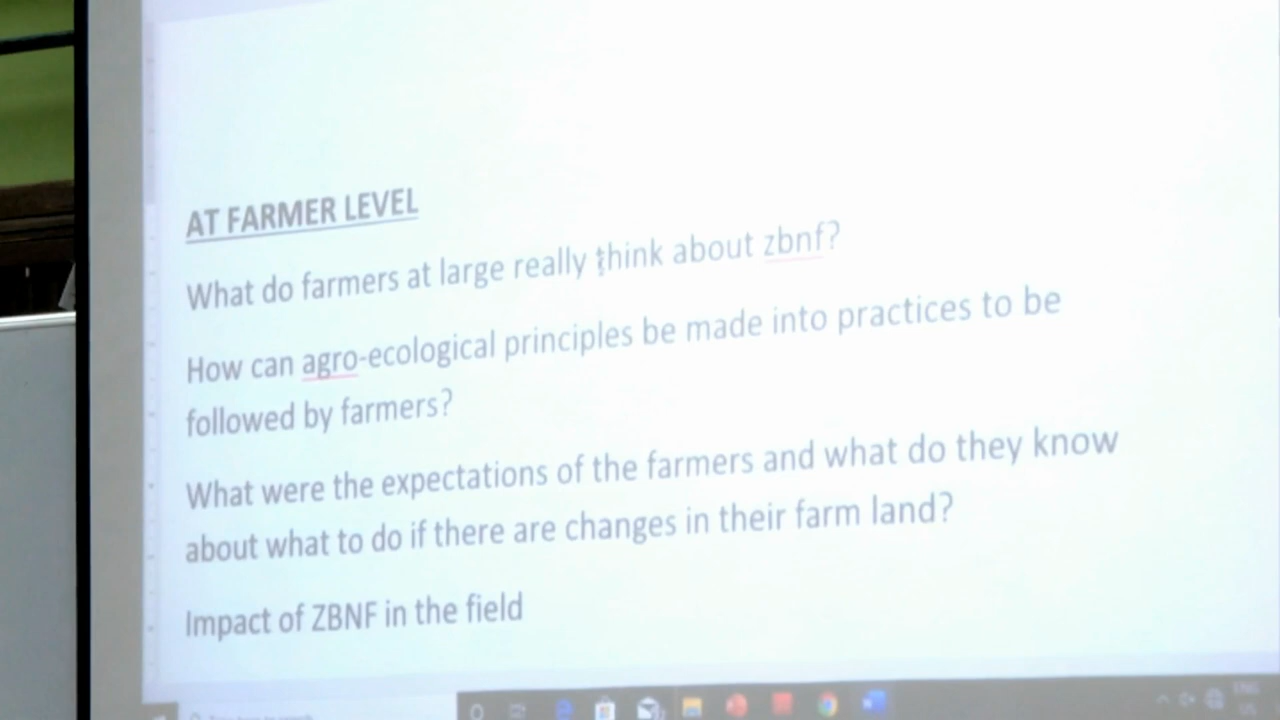 AT FARMER LEVEL
What do farmers at large really think about zbnf?
How can agro-ecological principles be made into practices to be
followed by farmers?
What were the expectations of the farmers and what do they know
about what to do if there are changes in their farm land?
Impact of ZBNF in the field